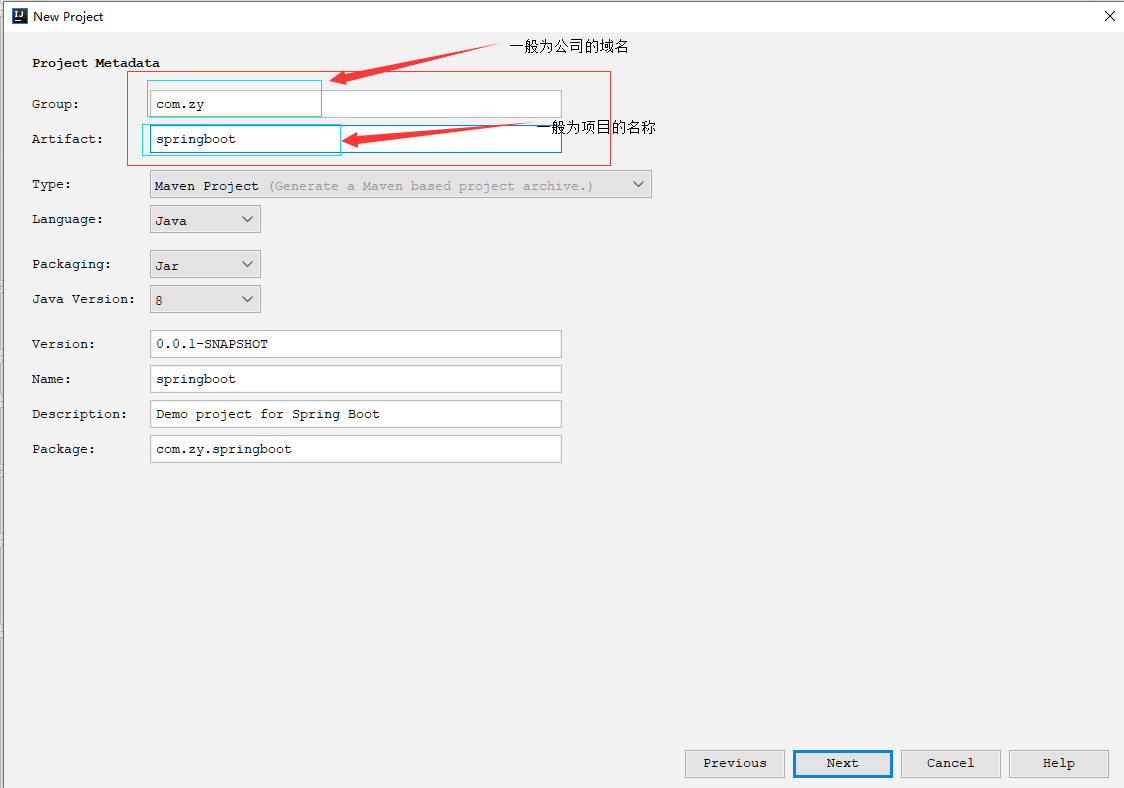 New Project
一般为公司的域名
Project Metadata
Group: com.zy
一般为项目的名称
Artifact: springboot
Type: Maven Project (Generate a Maven based project archive.)
Language: Java
Packaging: Jar
Java Version: 8
Version: 0.0.1-SNAPSHOT
Name: springboot
Description: Demo project for Spring Boot
Package: com.zy.springboot
Previous Next Cancel Help